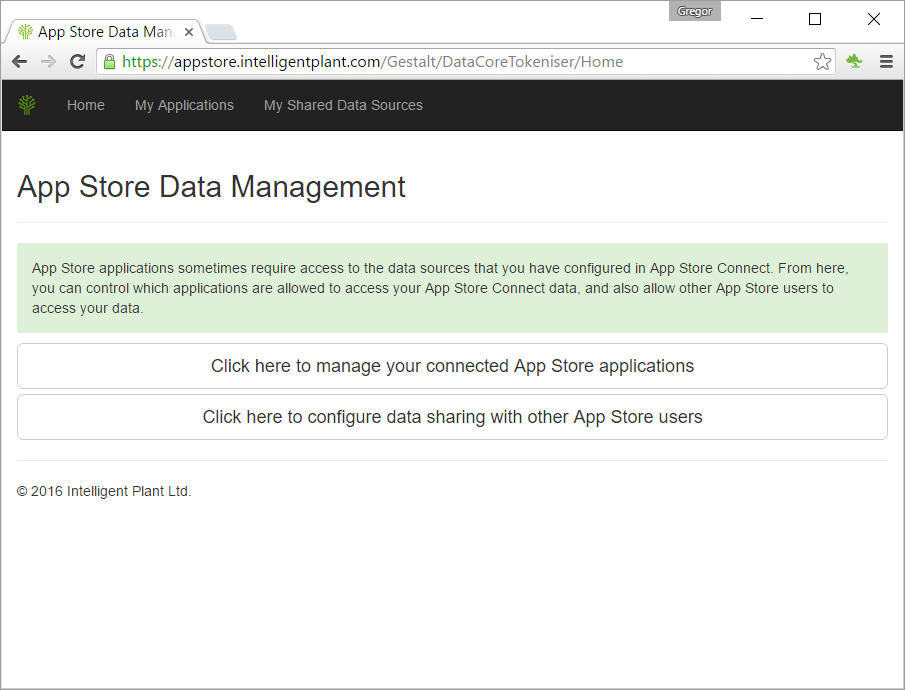 Gregor
App Store Data Man
https://appstore.intelligentplant.com/Gestalt/DataCoreTokeniser/Home
Home
My Applications
My Shared Data Sources
App Store Data Management
App Store applications sometimes require access to the data sources that you have configured in App Store Connect. From here,
you can control which applications are allowed to access your App Store Connect data, and also allow other App Store users to
access your data.
Click here to manage your connected App Store applications
Click here to configure data sharing with other App Store users
© 2016 Intelligent Plant Ltd.